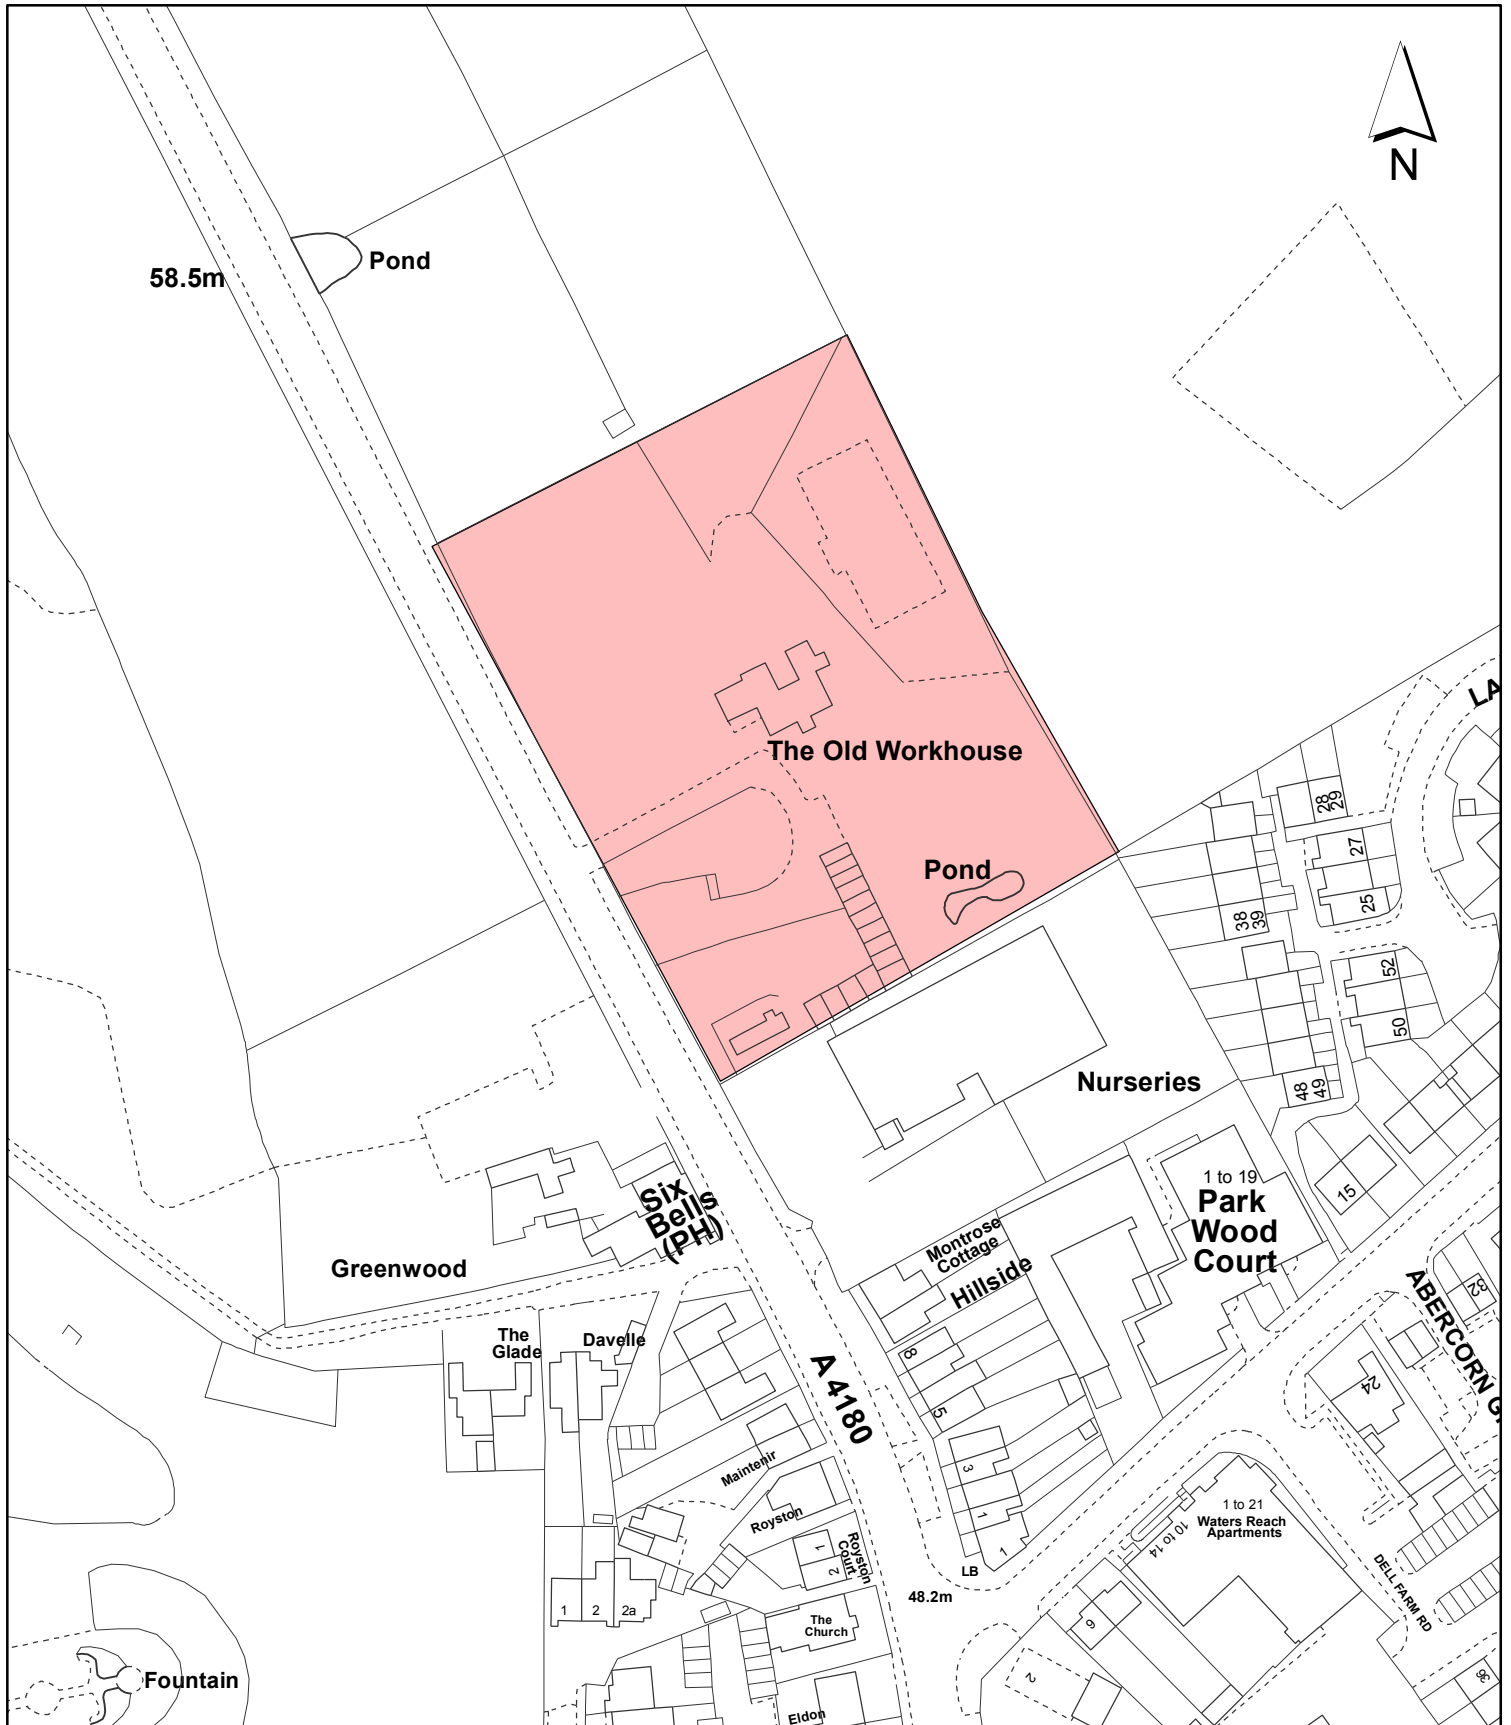 N
Pond
58.5m
LA
The Old Workhouse
28
29
27
Pond
25
38
39
52
50
Nurseries
48
49
1 to 19
Park
Wood
Court
15
Six
Bells
(PH)
Montrose
Cottage
Greenwood
Hillside
ABERCORN G
32
The
Glade
Davelle
8
A 4180
24
5
Maintenir
3
1 to 21
Waters Reach
Apartments
Royston
1
10 to 14
1
2
Royston
Court
1
LB
DELL FARM RD
48.2m
1
2
2a
The
Church
6
Fountain
2
36
Eldon